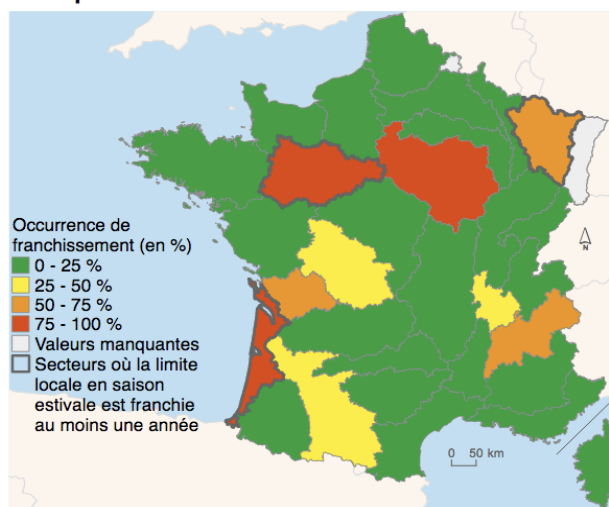 Occurrence de
franchissement (en %)
0 - 25 %
25 - 50 %
50 - 75 %
75 - 100 %
Valeurs manquantes
Secteurs où la limite
locale en saison
estivale est franchie
au moins une année
N
0 50 km